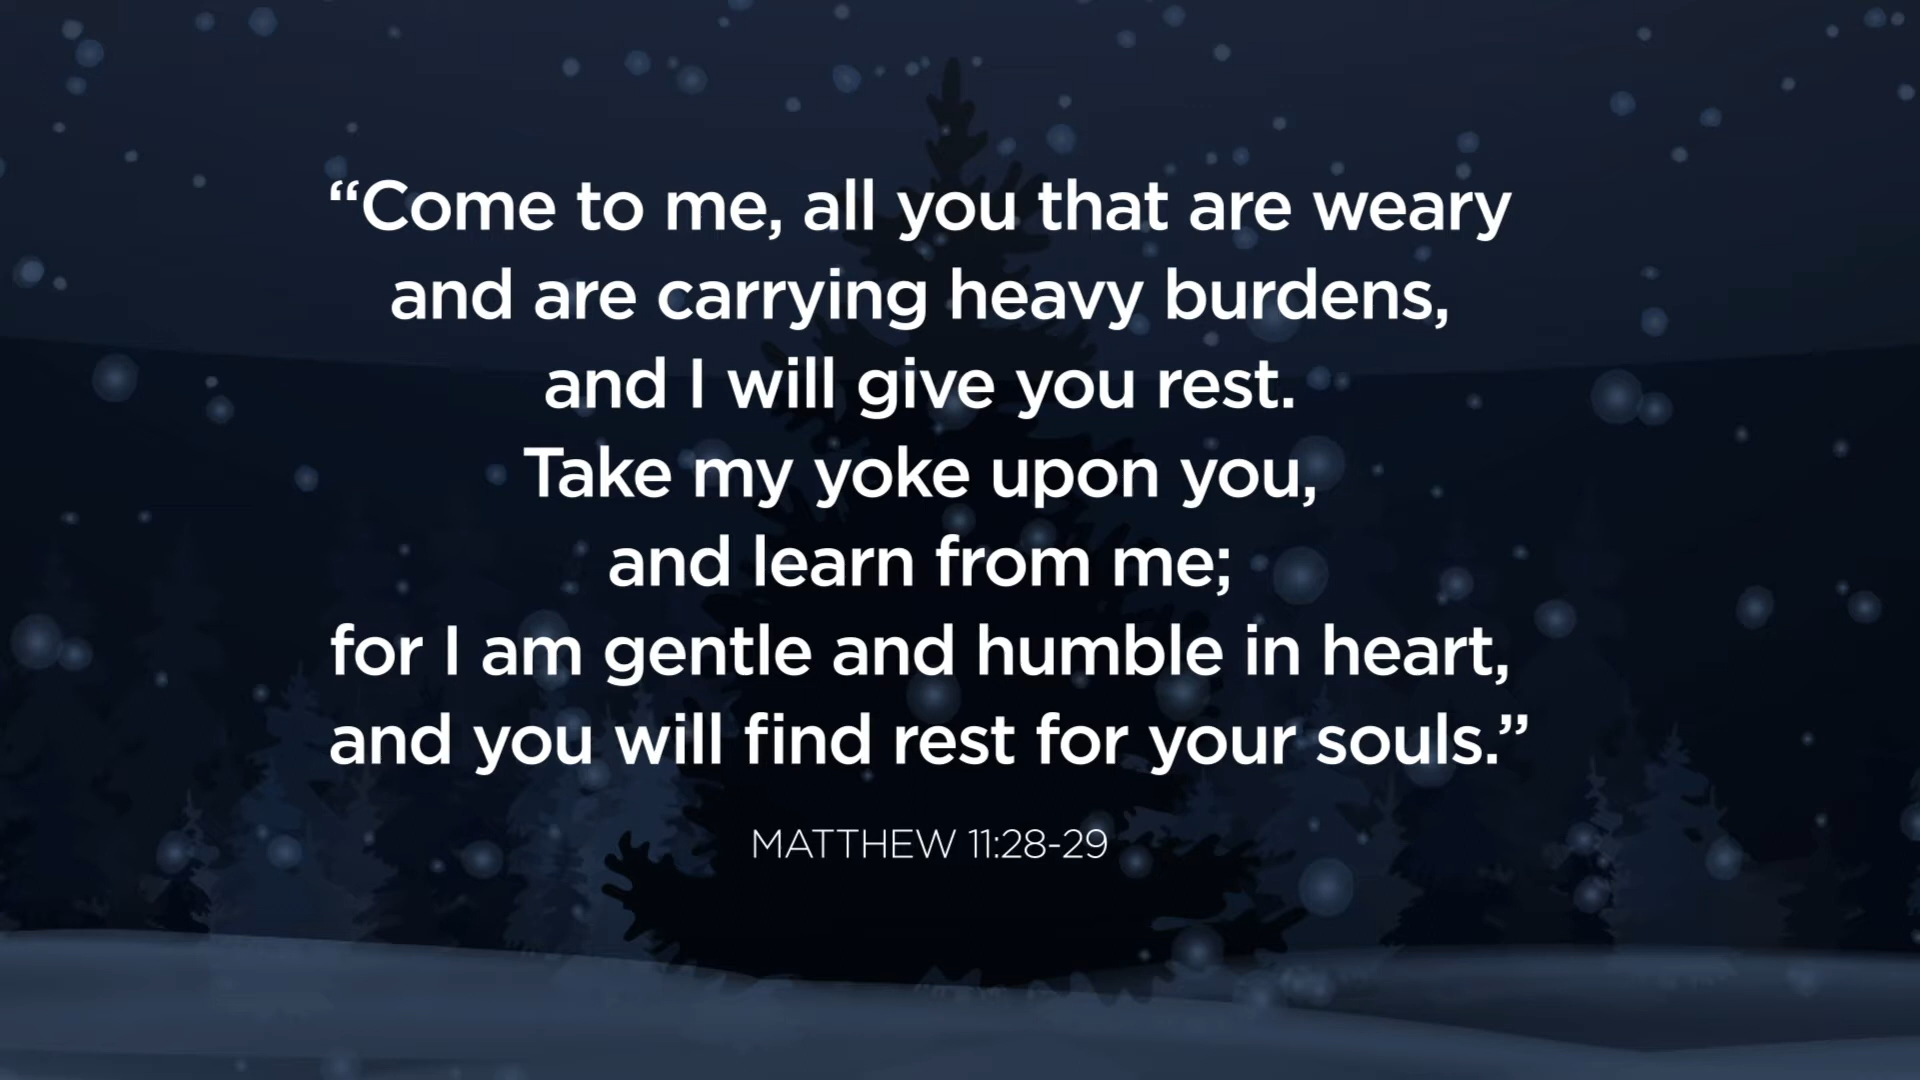 “Come to me, all you that are weary
and are carrying heavy burdens,
and I will give you rest.
Take my yoke upon you,
and learn from me;
for I am gentle and humble in heart,
and you will find rest for your souls.”
MATTHEW 11:28-29